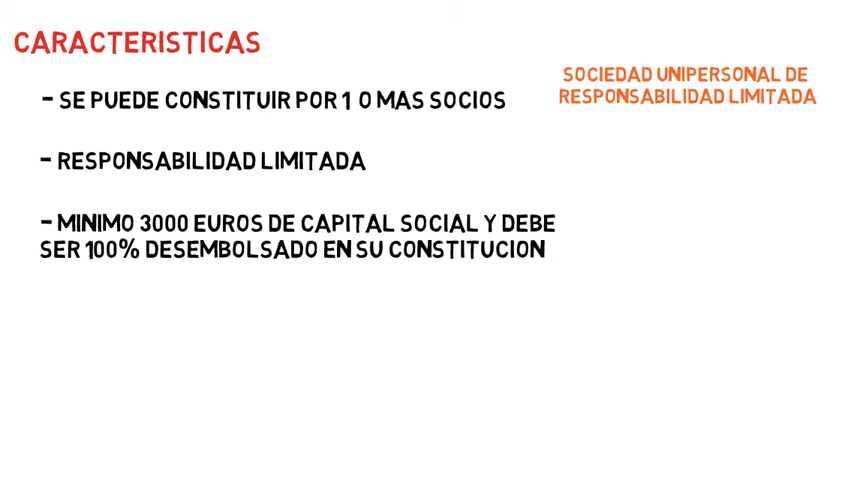 CARACTERISTICAS
SOCIEDAD UNIPERSONAL DE
RESPONSABILIDAD LIMITADA
- SE PUEDE CONSTITUIR POR 1 O MAS SOCIOS
- RESPONSABILIDAD LIMITADA
- MINIMO 3000 EUROS DE CAPITAL SOCIAL Y DEBE
SER 100% DESEMBOLSADO EN SU CONSTITUCION